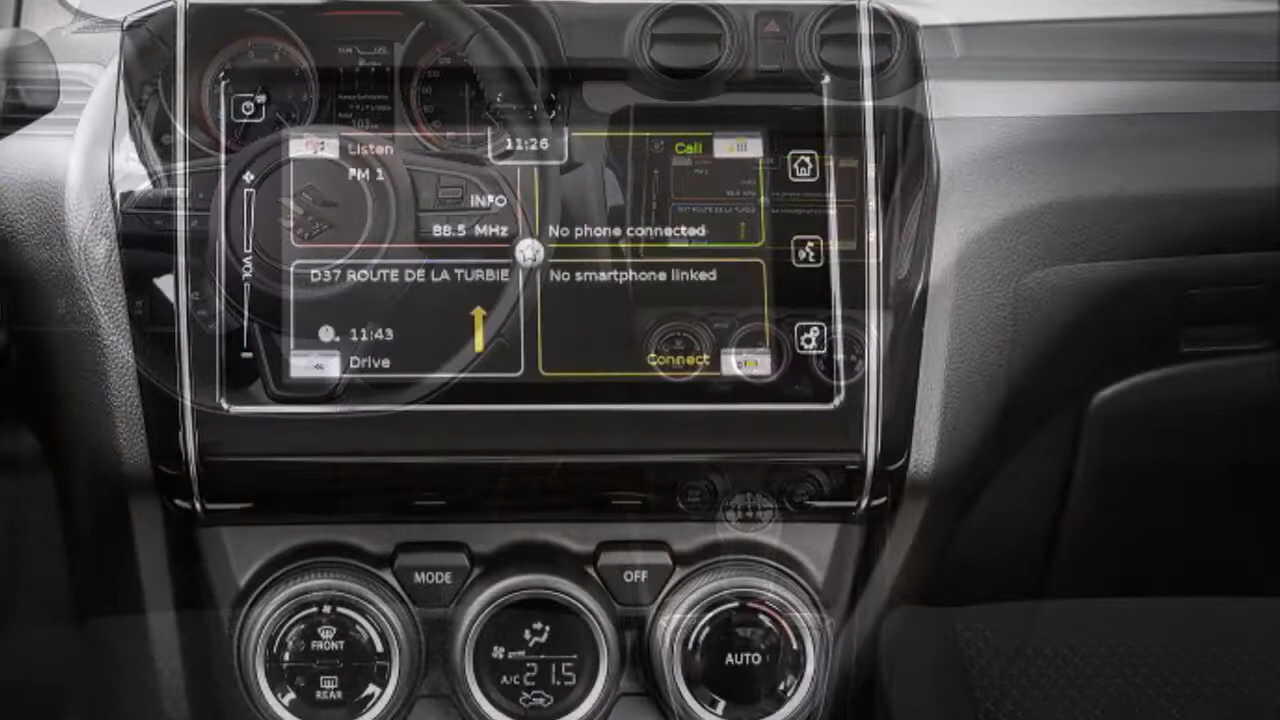 Listen
11:26
Call
FM 1
INFO
88.5 MHz
No phone connected
D37 ROUTE DE LA TURBIE
No smartphone linked
VOL
11:43
Drive
Connect
MODE
OFF
FRONT
REAR
A/C 21.5
AUTO